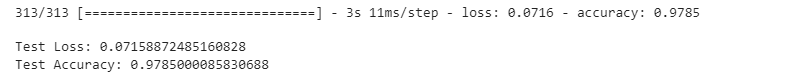 313/313 [==============================] - 3s 11ms/step - loss: 0.0716 - accuracy: 0.9785
Test Loss: 0.07158872485160828
Test Accuracy: 0.9785000085830688